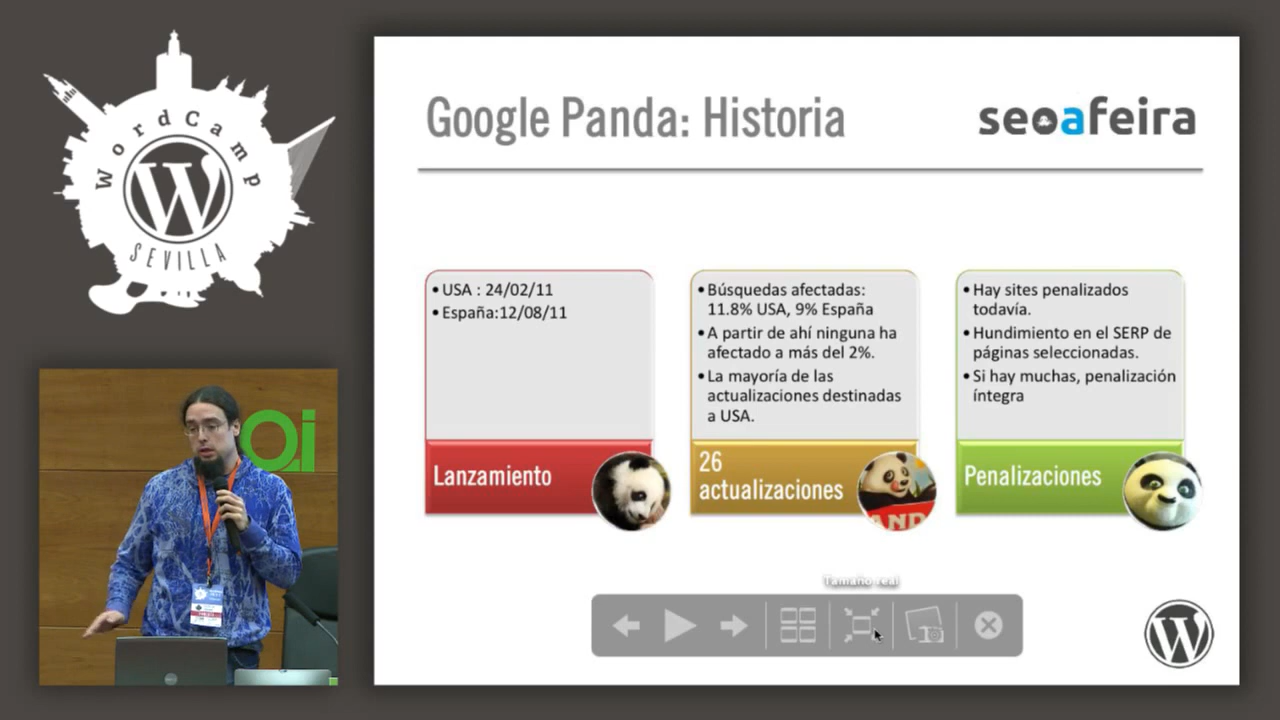 WordCamp
SEVILLA
Google Panda: Historia
seoafeira
• USA : 24/02/11
• España:12/08/11
Lanzamiento
• Búsquedas afectadas:
11.8% USA, 9% España
• A partir de ahí ninguna ha
afectado a más del 2%.
• La mayoría de las
actualizaciones destinadas
a USA.
26
actualizaciones
AND
• Hay sites penalizados
todavía.
• Hundimiento en el SERP de
páginas seleccionadas.
• Si hay muchas, penalización
íntegra
Penalizaciones
Tamaño real